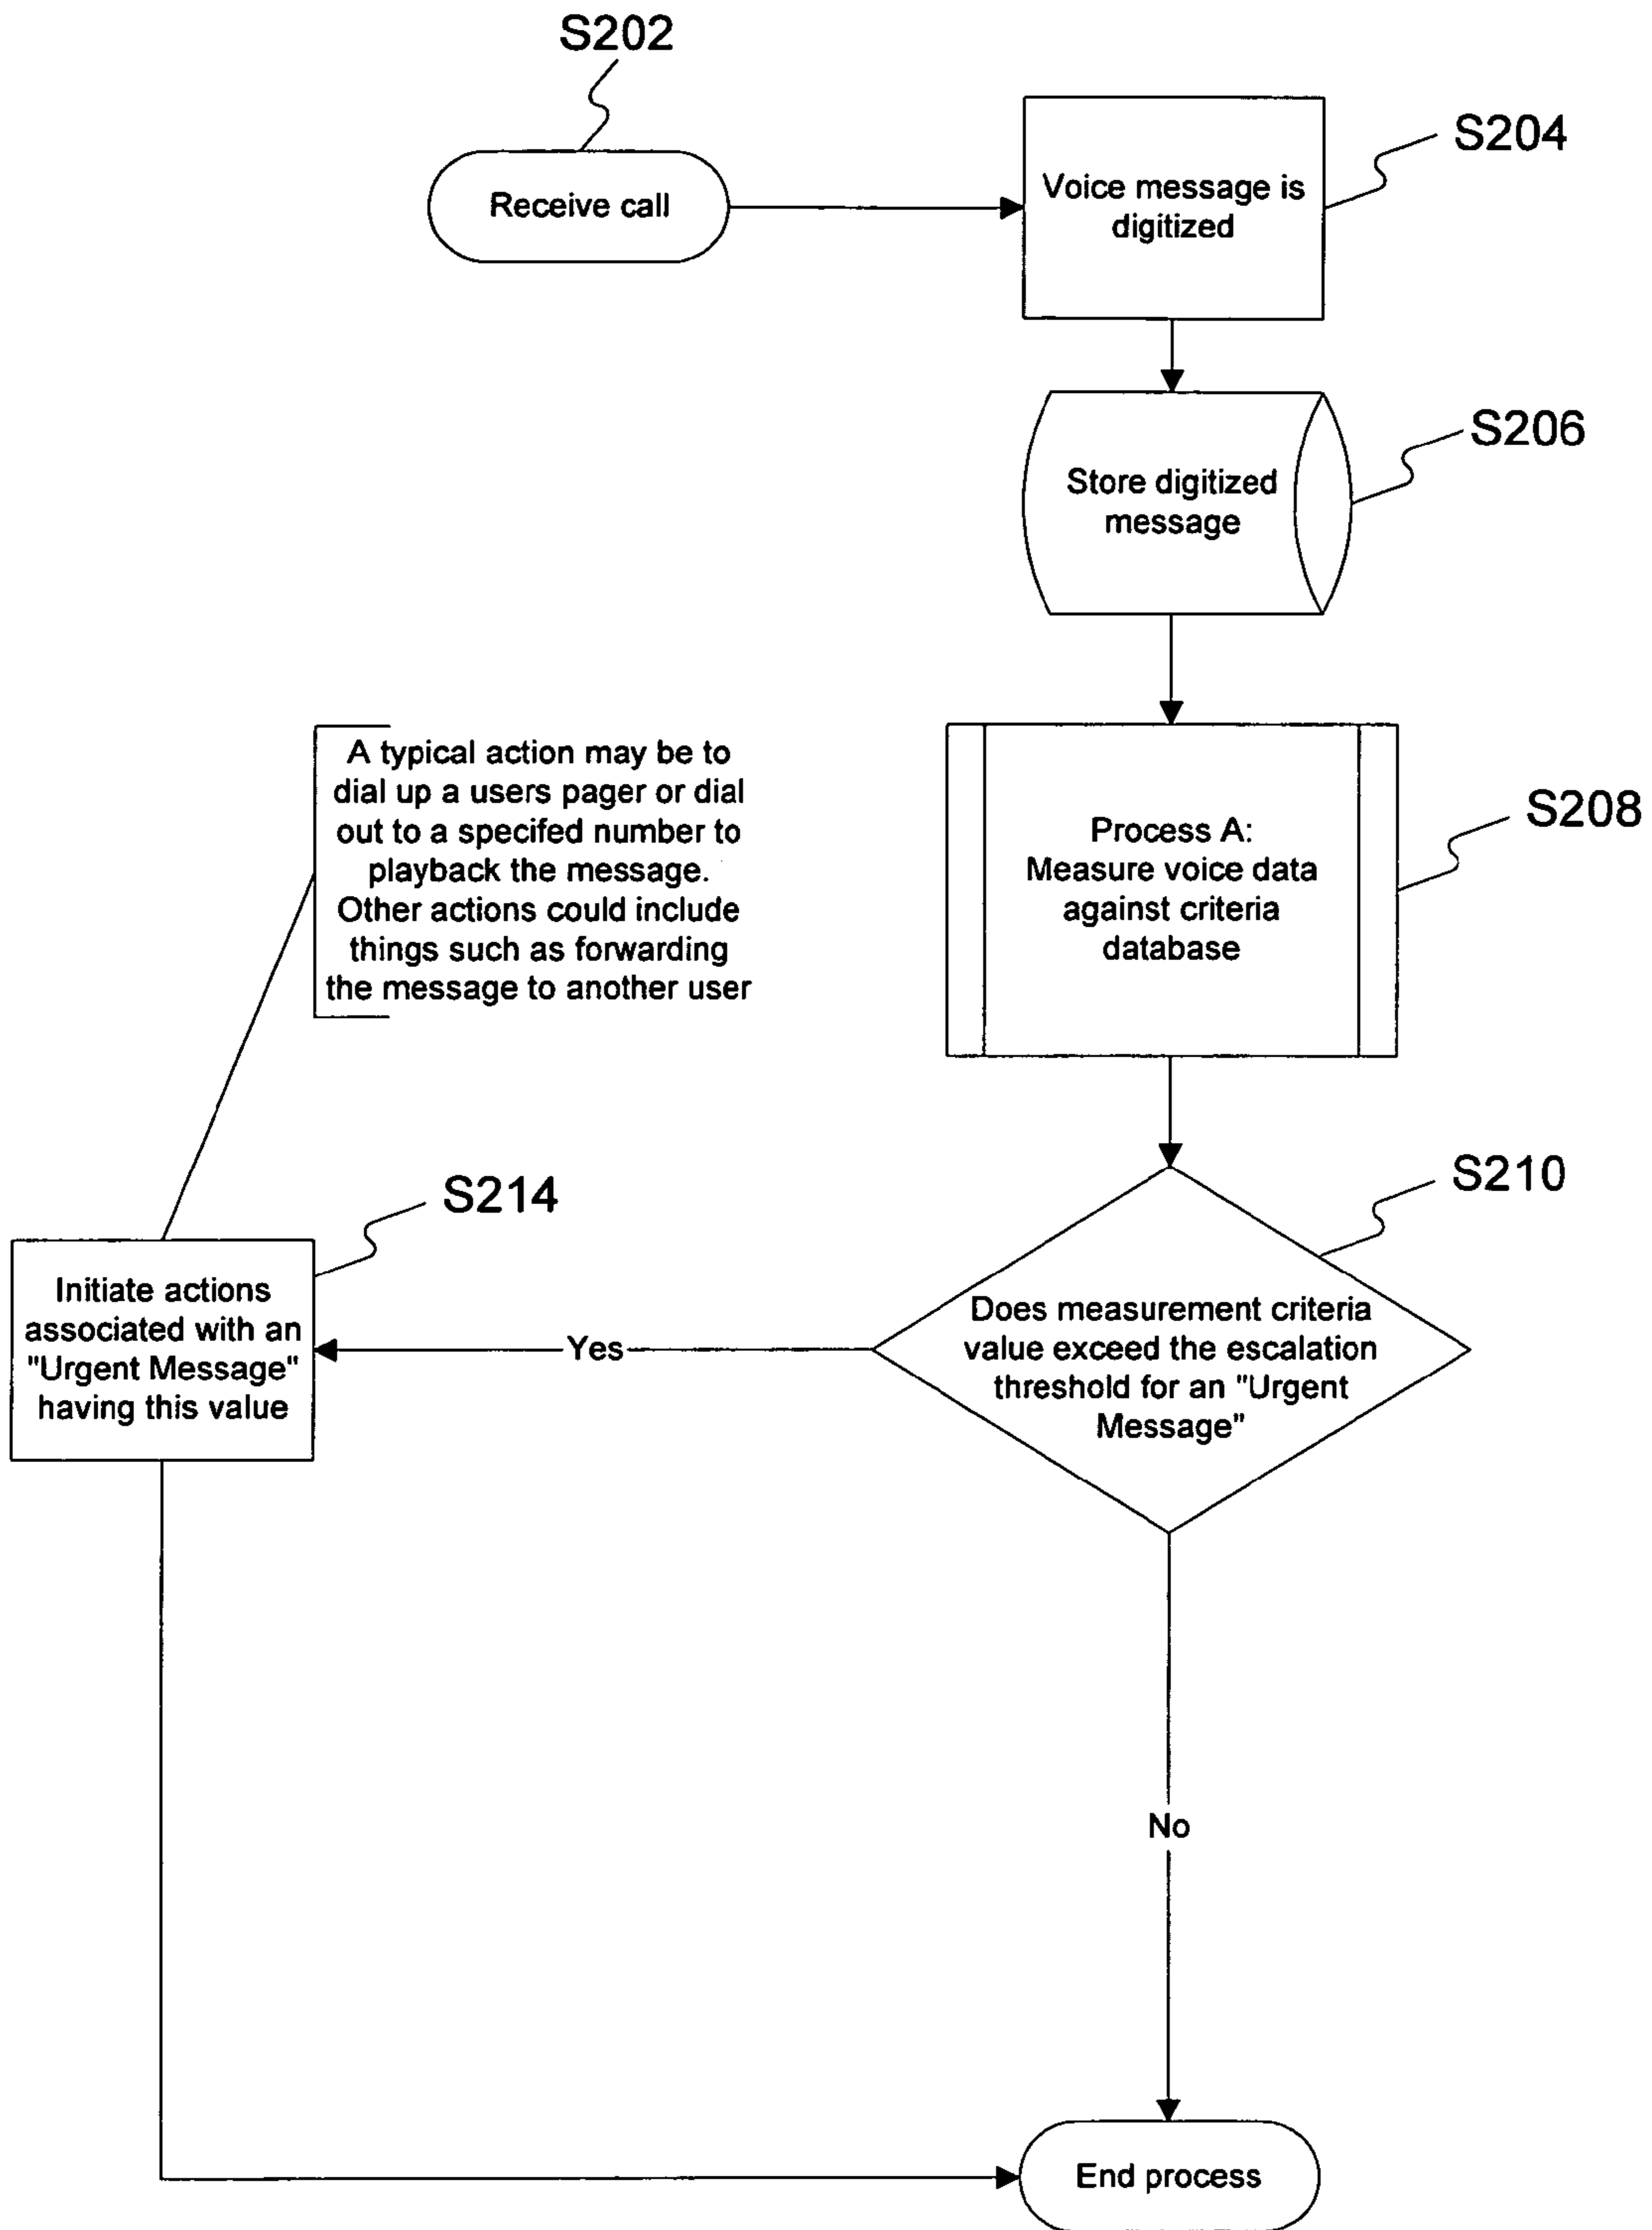 S202
Receive call
S204
Voice message is
digitized
S206
Store digitized
message
S208
Process A:
Measure voice data
against criteria
database
A typical action may be to
dial up a users pager or dial
out to a specifed number to
playback the message.
Other actions could include
things such as forwarding
the message to another user
S210
Does measurement criteria
value exceed the escalation
threshold for an "Urgent
Message"
Yes
S214
Initiate actions
associated with an
"Urgent Message"
having this value
No
End process